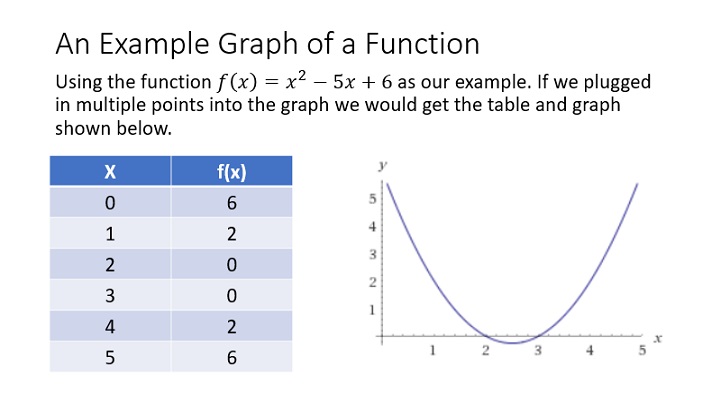 An Example Graph of a Function
Using the function f(x) = x² − 5x + 6 as our example. If we plugged
in multiple points into the graph we would get the table and graph
shown below.
X f(x)
0 6
1 2
2 0
3 0
4 2
5 6
y
5
4
3
2
1
1 2 3 4 5 x